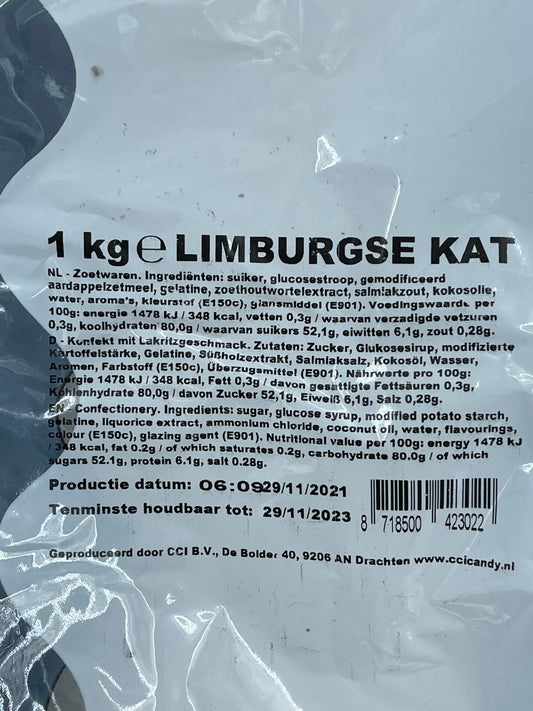 1 kg ℮ LIMBURGSE KAT
NL - Zoetwaren. Ingrediënten: suiker, glucosestroop, gemodificeerd
aardappelzetmeel, gelatine, zoethoutwortelextract, salmiakzout, kokosolie,
water, aroma's, kleurstof (E150c), glansmiddel (E901). Voedingswaarde per
100g: energie 1478 kJ / 348 kcal, vetten 0,3g / waarvan verzadigde vetzuren
0,3g, koolhydraten 80,0g / waarvan suikers 52,1g, eiwitten 6,1g, zout 0,28g.
D - Konfekt mit Lakritzgeschmack. Zutaten: Zucker, Glukosesirup, modifizierte
Kartoffelstärke, Gelatine, Süßholzextrakt, Salmiaksalz, Kokosöl, Wasser,
Aromen, Farbstoff (E150c), Überzugsmittel (E901). Nährwerte pro 100g:
Energie 1478 kJ / 348 kcal, Fett 0,3g / davon gesättigte Fettsäuren 0,3g,
Kohlenhydrate 80,0g / davon Zucker 52,1g, Eiweiß 6,1g, Salz 0,28g.
EN - Confectionery. Ingredients: sugar, glucose syrup, modified potato starch,
gelatine, liquorice extract, ammonium chloride, coconut oil, water, flavourings,
colour (E150c), glazing agent (E901). Nutritional value per 100g: energy 1478 kJ
/ 348 kcal, fat 0.2g / of which saturates 0.2g, carbohydrate 80.0g / of which
sugars 52.1g, protein 6.1g, salt 0.28g.
Productie datum: 06:09 29/11/2021
Tenminste houdbaar tot: 29/11/2023
8 718500 423022
Geproduceerd door CCI B.V., De Bolder 40, 9206 AN Drachten www.ccicandy.nl